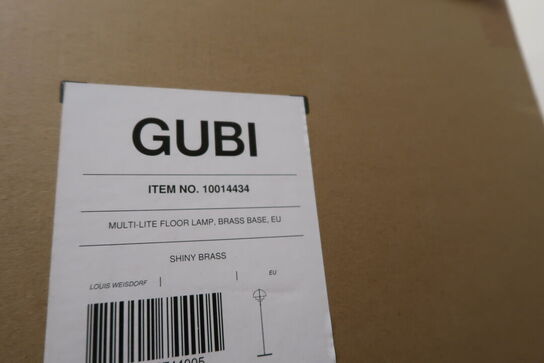 GUBI
ITEM NO. 10014434
MULTI-LITE FLOOR LAMP, BRASS BASE, EU
SHINY BRASS
LOUIS WEISDORF | | EU